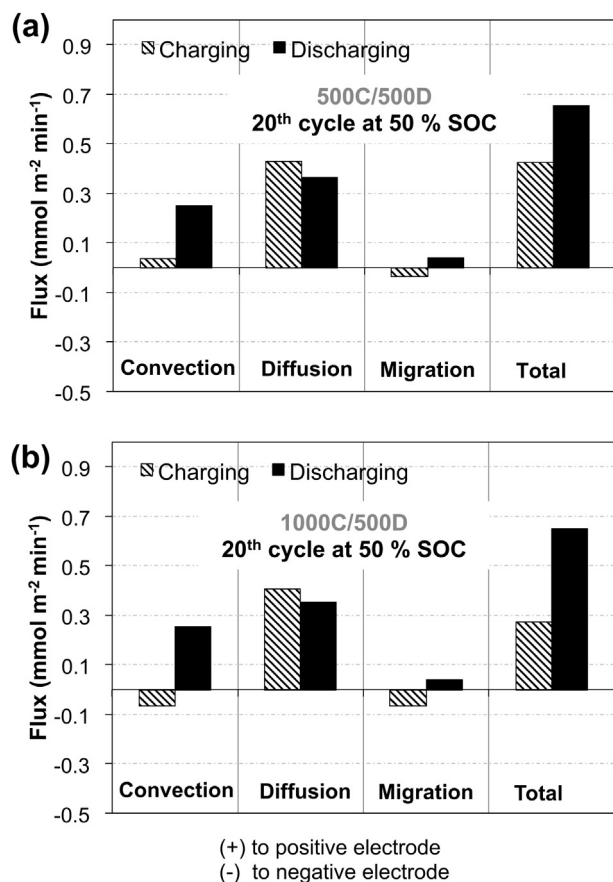 (a)
0.9
0.7
0.5
0.3
0.1
-0.1
-0.3
-0.5
Flux (mmol m⁻² min⁻¹)
Charging Discharging
500C/500D
20ᵗʰ cycle at 50 % SOC
Convection Diffusion Migration Total
(b)
0.9
0.7
0.5
0.3
0.1
-0.1
-0.3
-0.5
Flux (mmol m⁻² min⁻¹)
Charging Discharging
1000C/500D
20ᵗʰ cycle at 50 % SOC
Convection Diffusion Migration Total
(+) to positive electrode
(-) to negative electrode